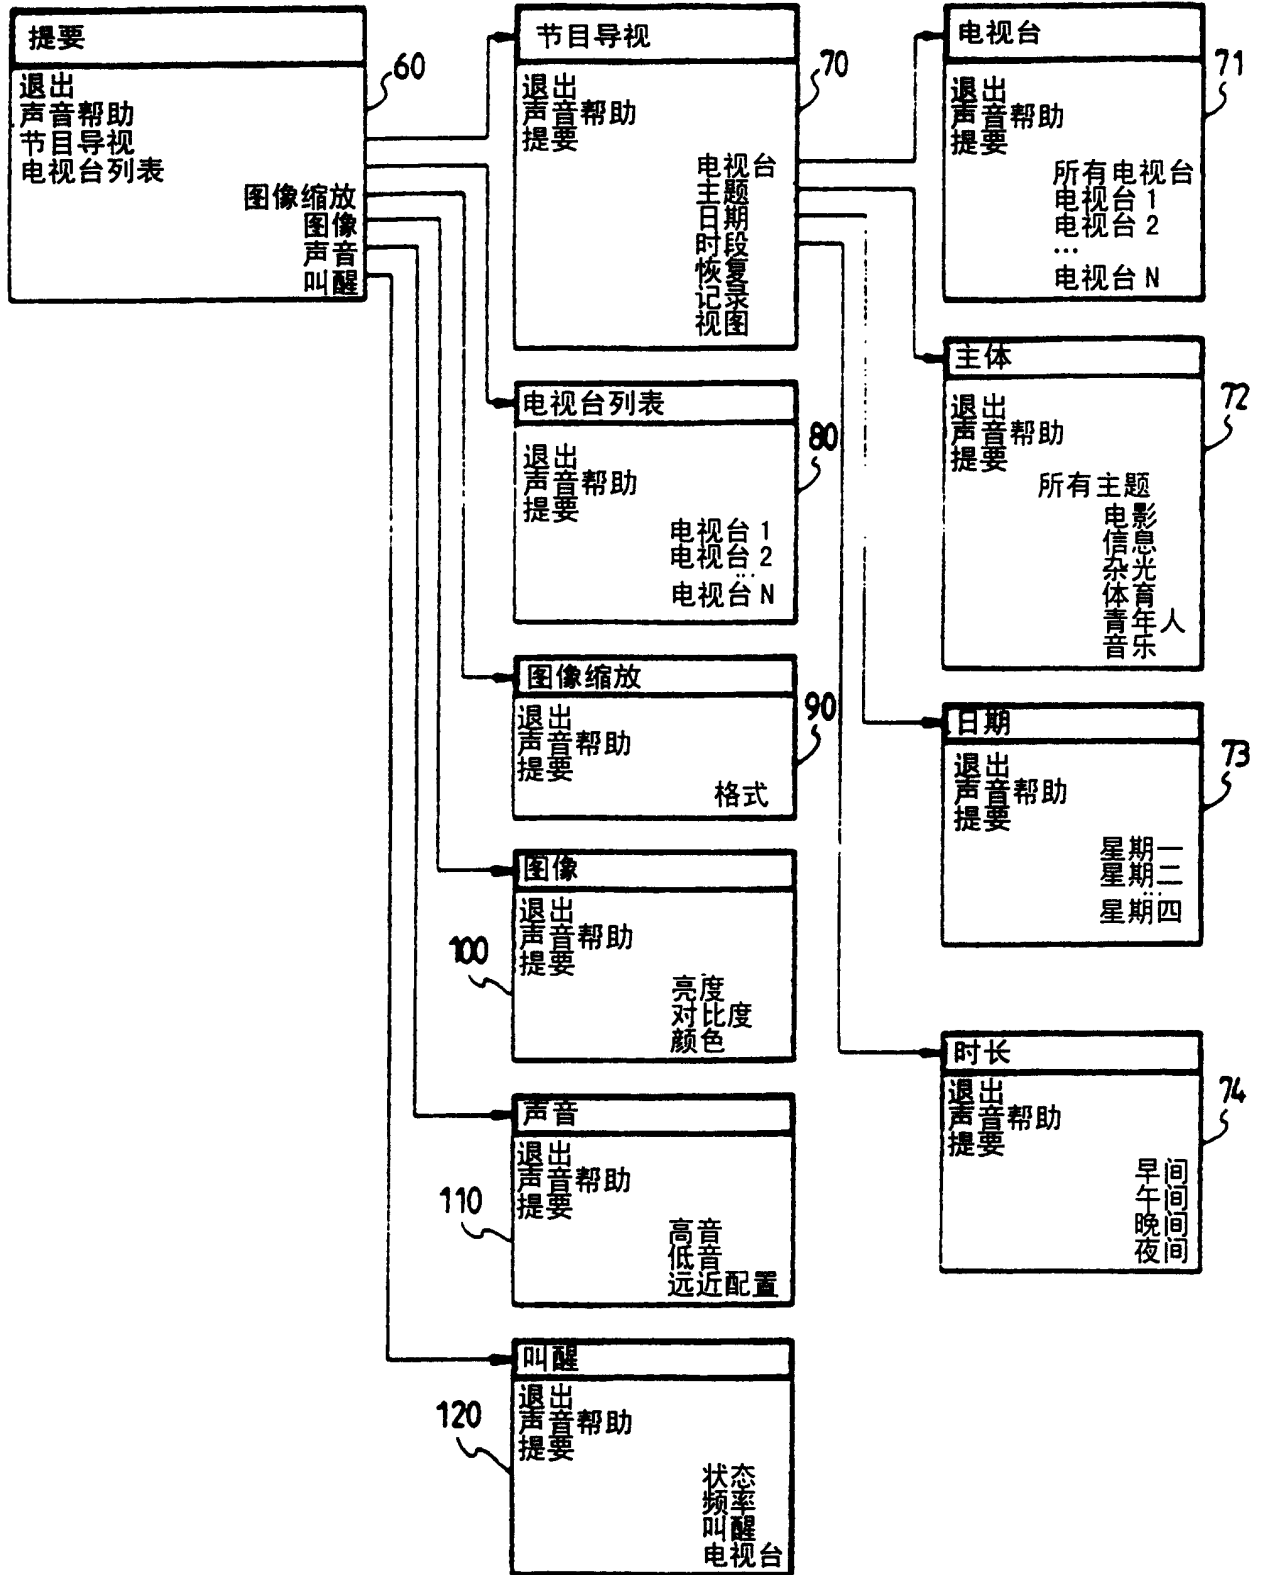 提要
退出
声音帮助
节目导视
电视台列表
图像缩放
图像
声音
叫醒
60
节目导视
退出
声音帮助
提要
电视台
主题
日期
时段
恢复
记录
视图
70
电视台
退出
声音帮助
提要
所有电视台
电视台1
电视台2
...
电视台N
71
电视台列表
退出
声音帮助
提要
电视台1
电视台2
...
电视台N
80
主体
退出
声音帮助
提要
所有主题
电影
信息
杂光
体育
青年人
音乐
72
图像缩放
退出
声音帮助
提要
格式
90
日期
退出
声音帮助
提要
星期一
星期二
...
星期四
73
图像
退出
声音帮助
提要
亮度
对比度
颜色
100
时长
退出
声音帮助
提要
早间
午间
晚间
夜间
74
声音
退出
声音帮助
提要
高音
低音
远近配置
110
叫醒
退出
声音帮助
提要
状态
频率
叫醒
电视台
120